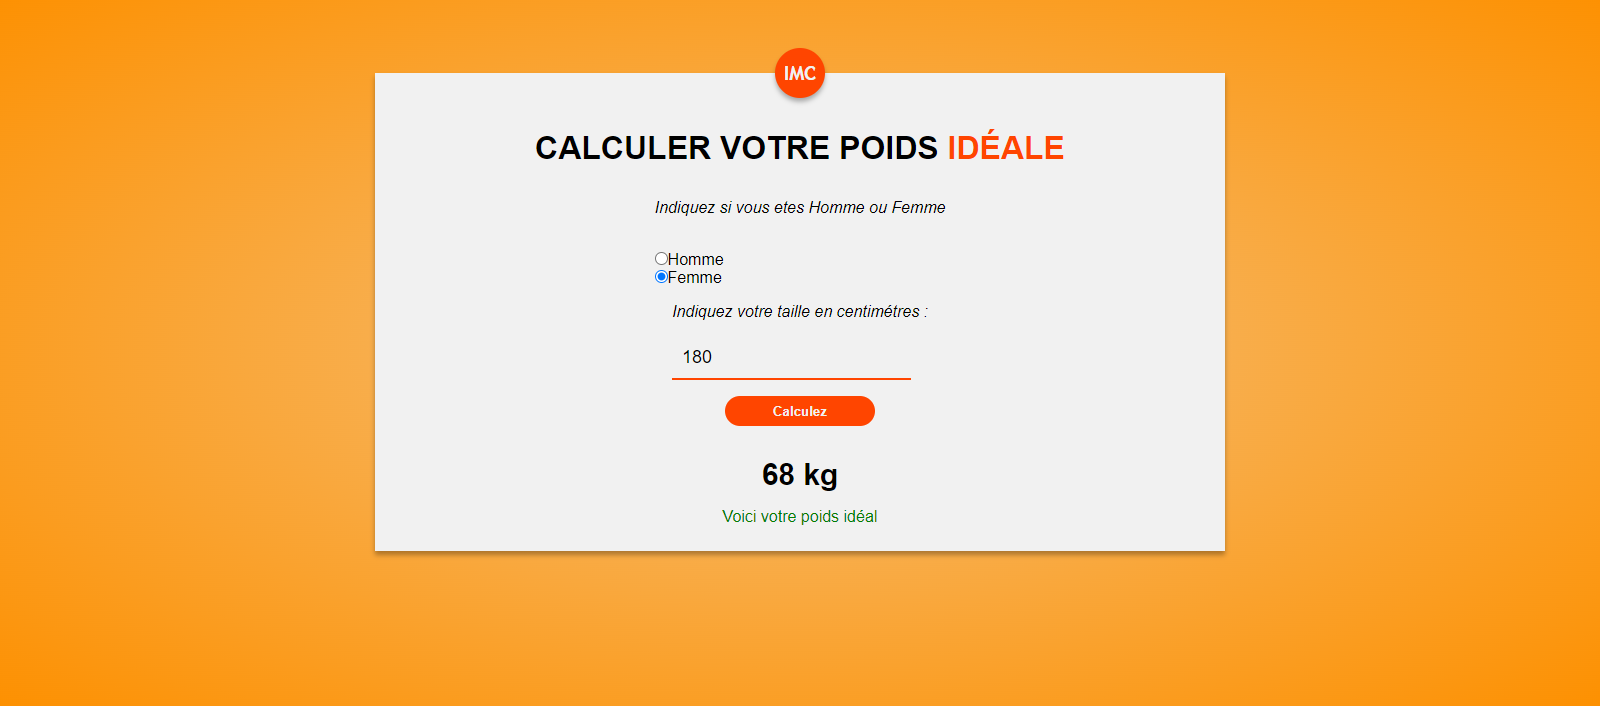 IMC
CALCULER VOTRE POIDS IDÉALE
Indiquez si vous etes Homme ou Femme
Homme
Femme
Indiquez votre taille en centimétres :
180
Calculez
68 kg
Voici votre poids idéal